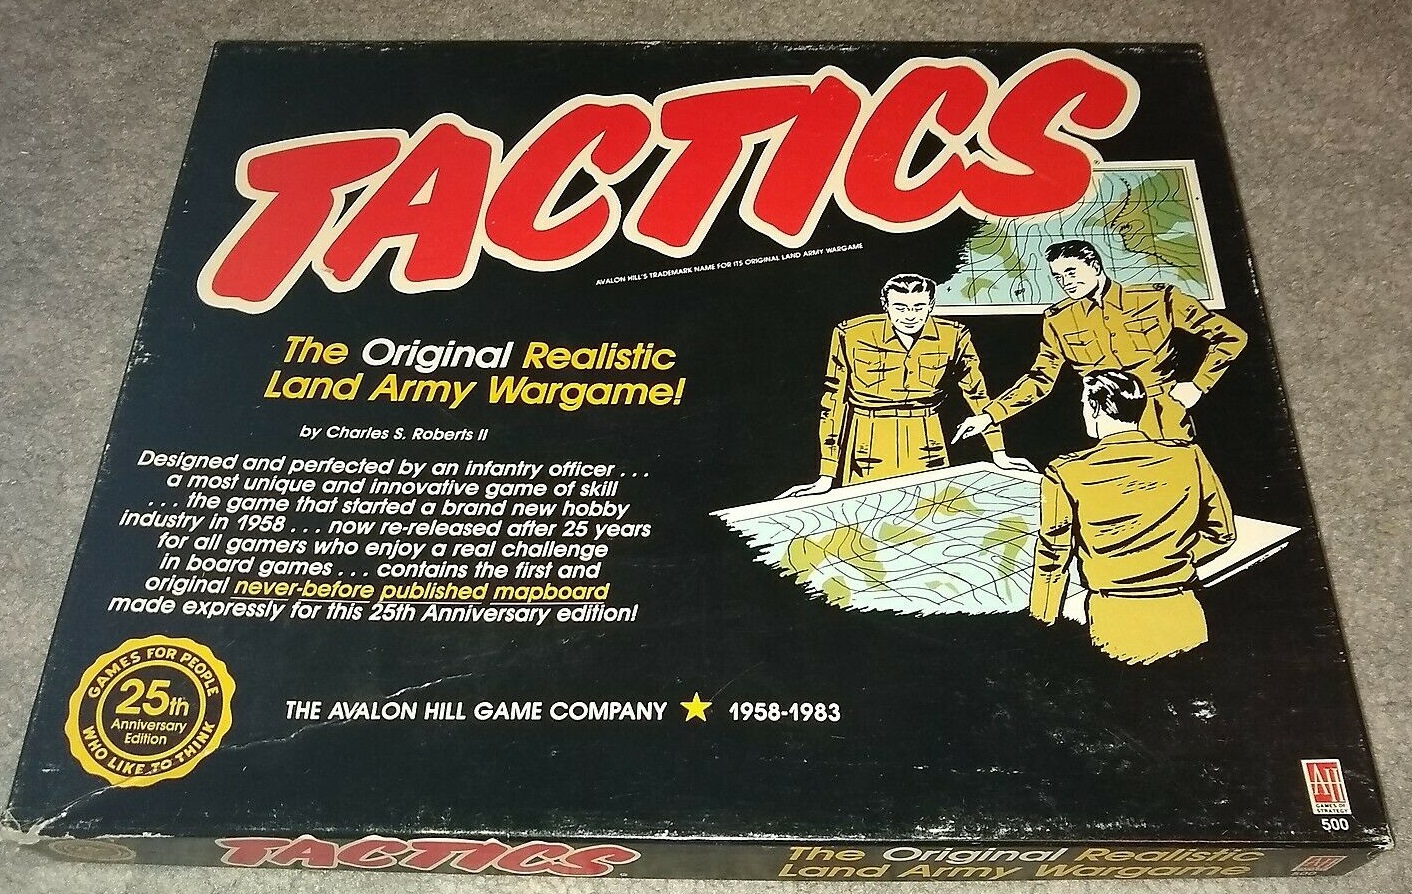 TACTICS
®
AVALON HILL'S TRADEMARK NAME FOR ITS ORIGINAL LAND ARMY WARGAME
The Original Realistic
Land Army Wargame!
by Charles S. Roberts II
Designed and perfected by an infantry officer . . .
a most unique and innovative game of skill
. . . the game that started a brand new hobby
industry in 1958 . . . now re-released after 25 years
for all gamers who enjoy a real challenge
in board games . . . contains the first and
original never-before published mapboard
made expressly for this 25th Anniversary edition!
GAMES FOR PEOPLE
25th
Anniversary
Edition
WHO LIKE TO THINK
THE AVALON HILL GAME COMPANY ★ 1958-1983
AH
GAMES OF
STRATEGY
500
TACTICS
The Original Realistic
Land Army Wargame
AH
500